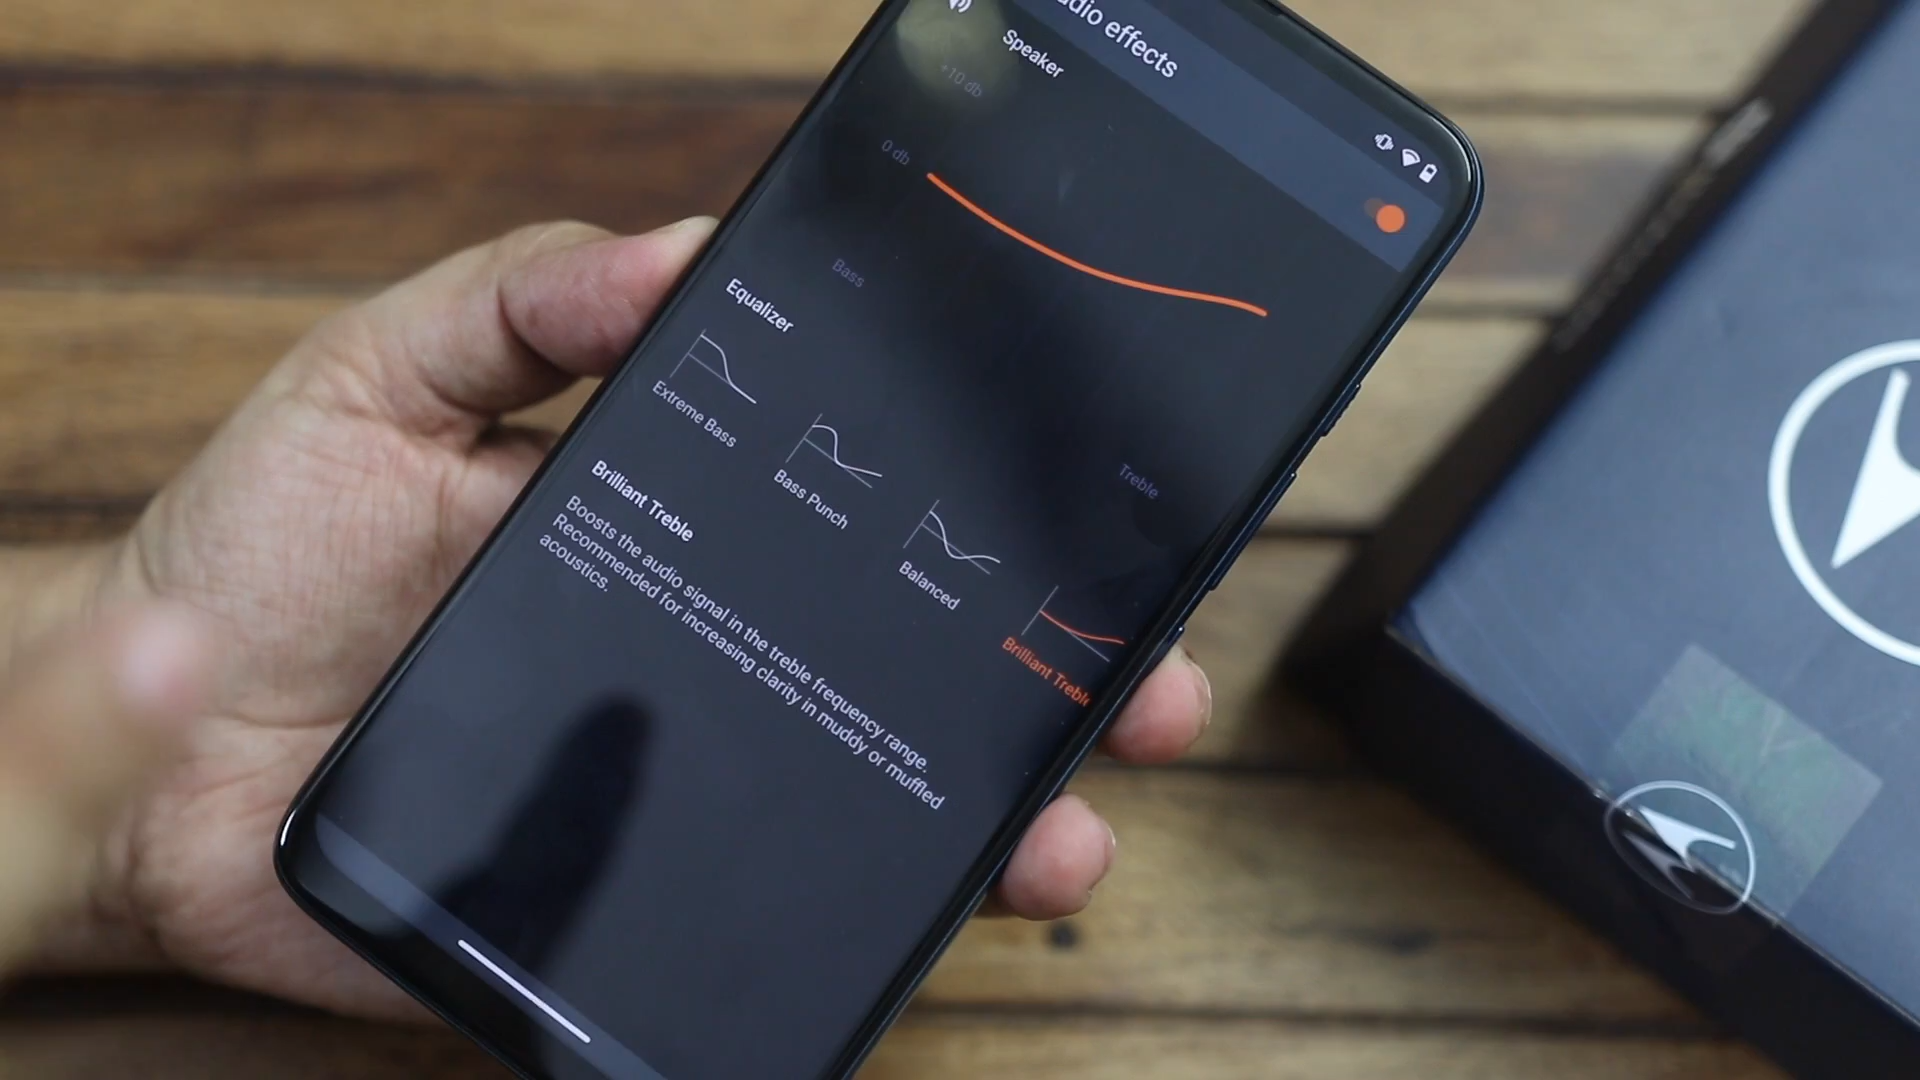 dio effects
Speaker
+10 db
0 db
Bass
Treble
Equalizer
Extreme Bass
Bass Punch
Balanced
Brilliant Treble
Brilliant Treble
Boosts the audio signal in the treble frequency range.
Recommended for increasing clarity in muddy or muffled
acoustics.